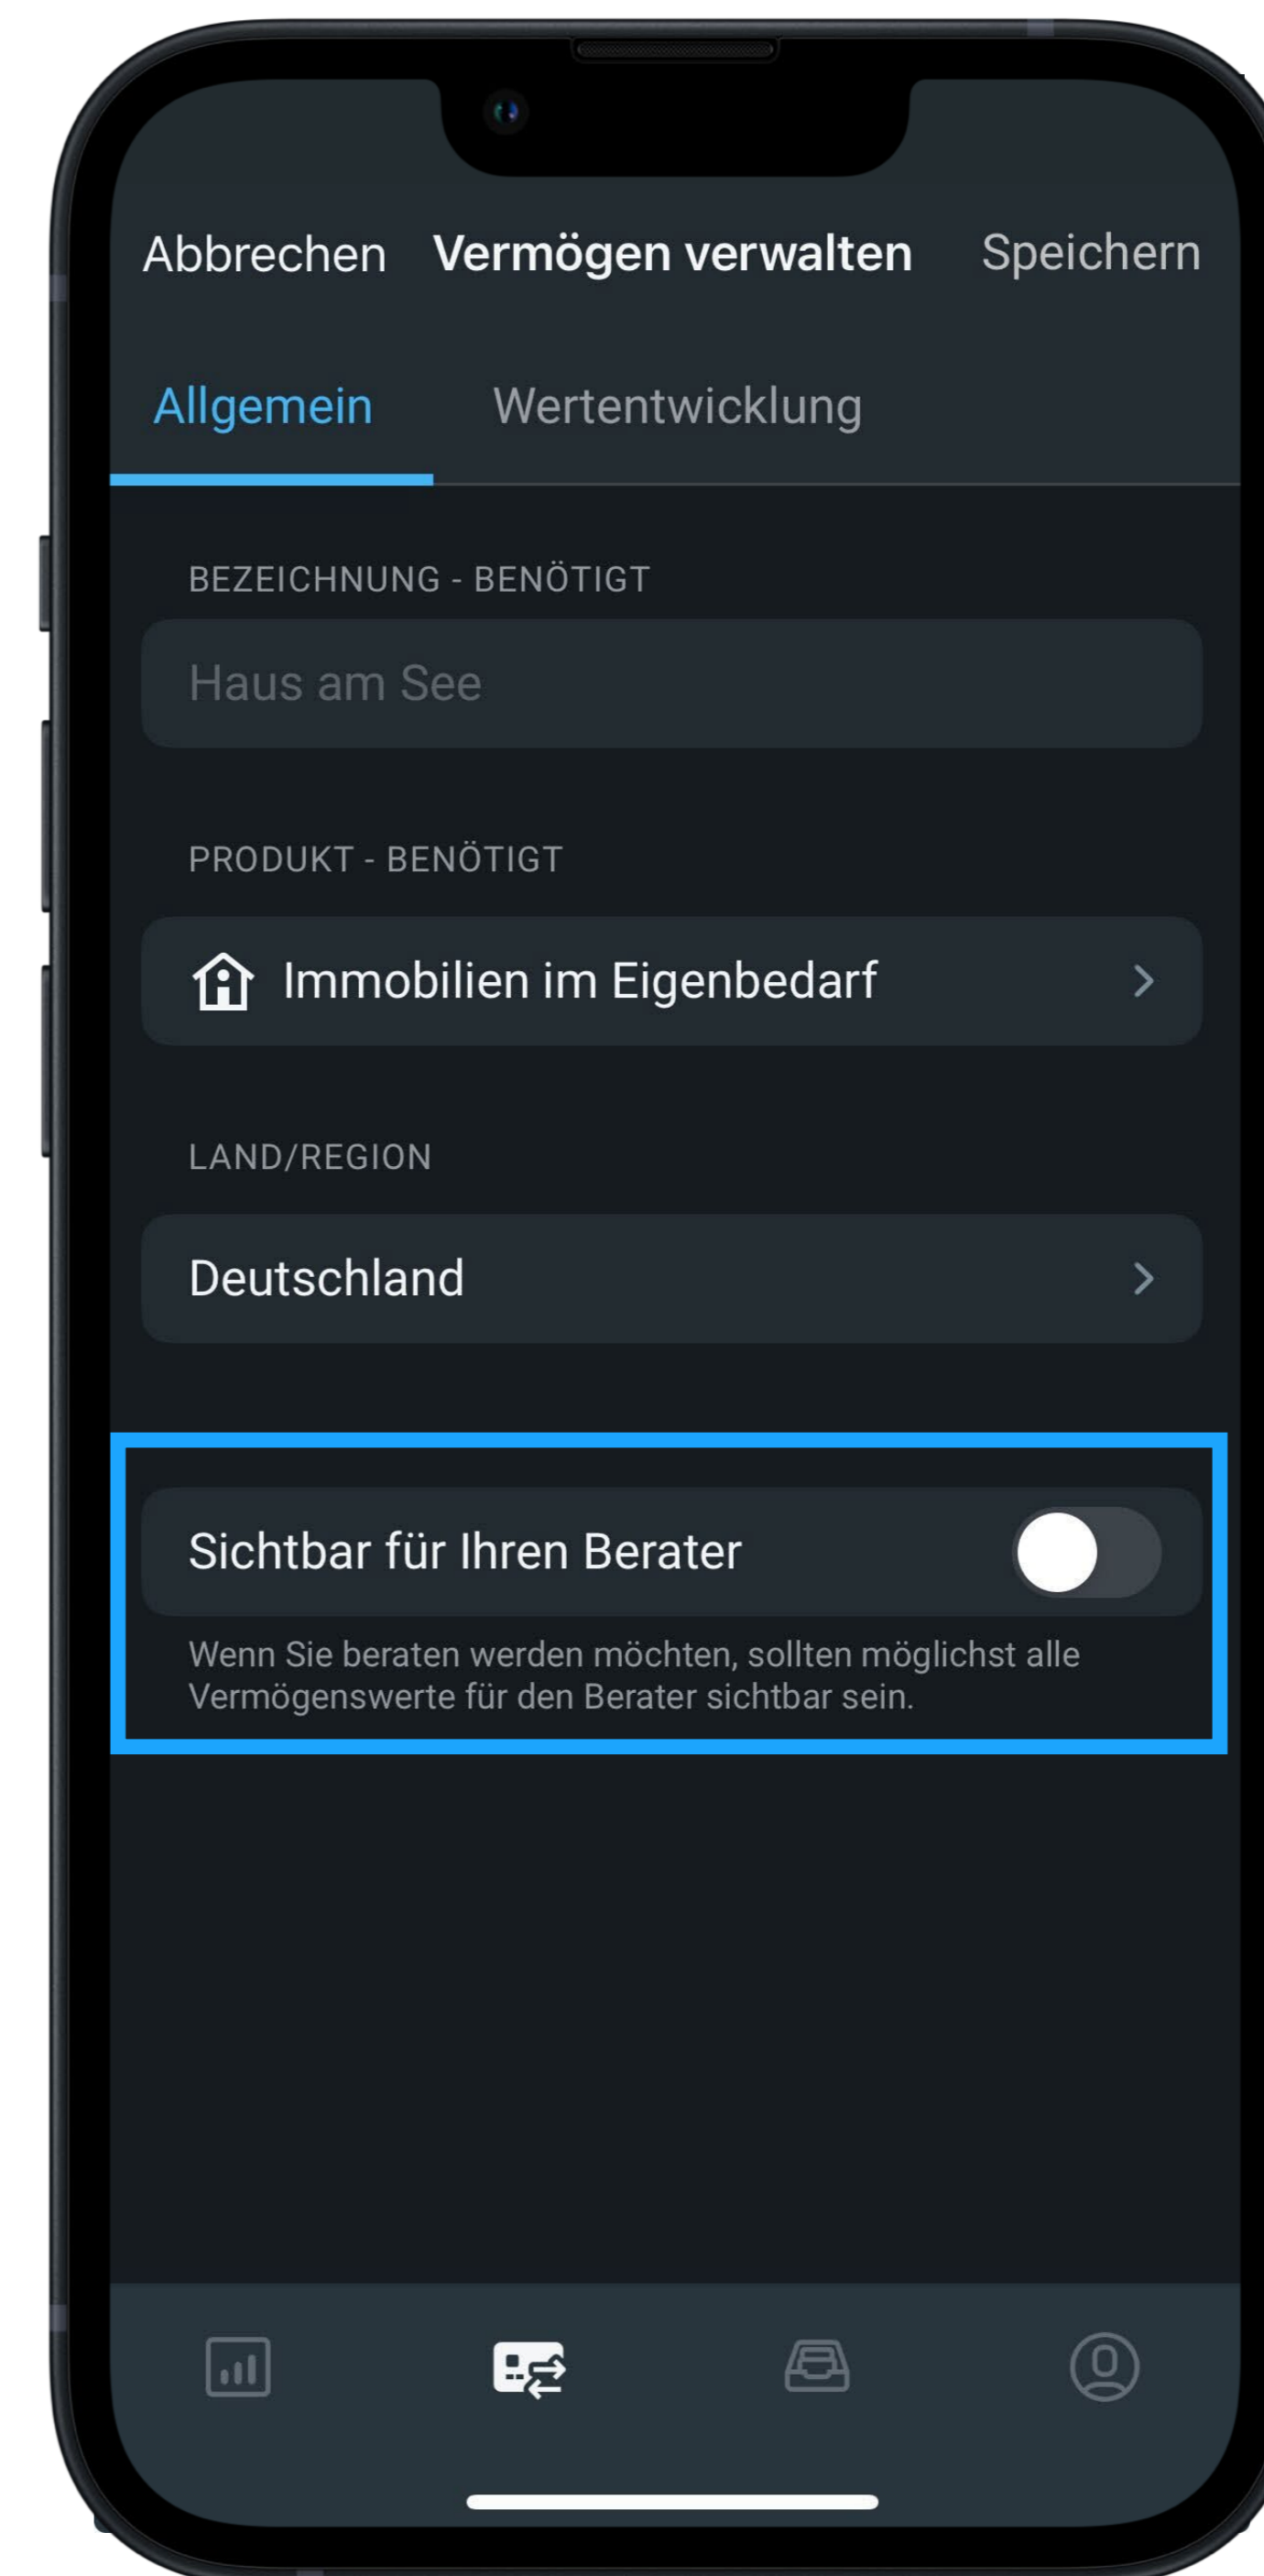 Abbrechen Vermögen verwalten Speichern
Allgemein Wertentwicklung
BEZEICHNUNG - BENÖTIGT
Haus am See
PRODUKT - BENÖTIGT
Immobilien im Eigenbedarf
LAND/REGION
Deutschland
Sichtbar für Ihren Berater
Wenn Sie beraten werden möchten, sollten möglichst alle
Vermögenswerte für den Berater sichtbar sein.